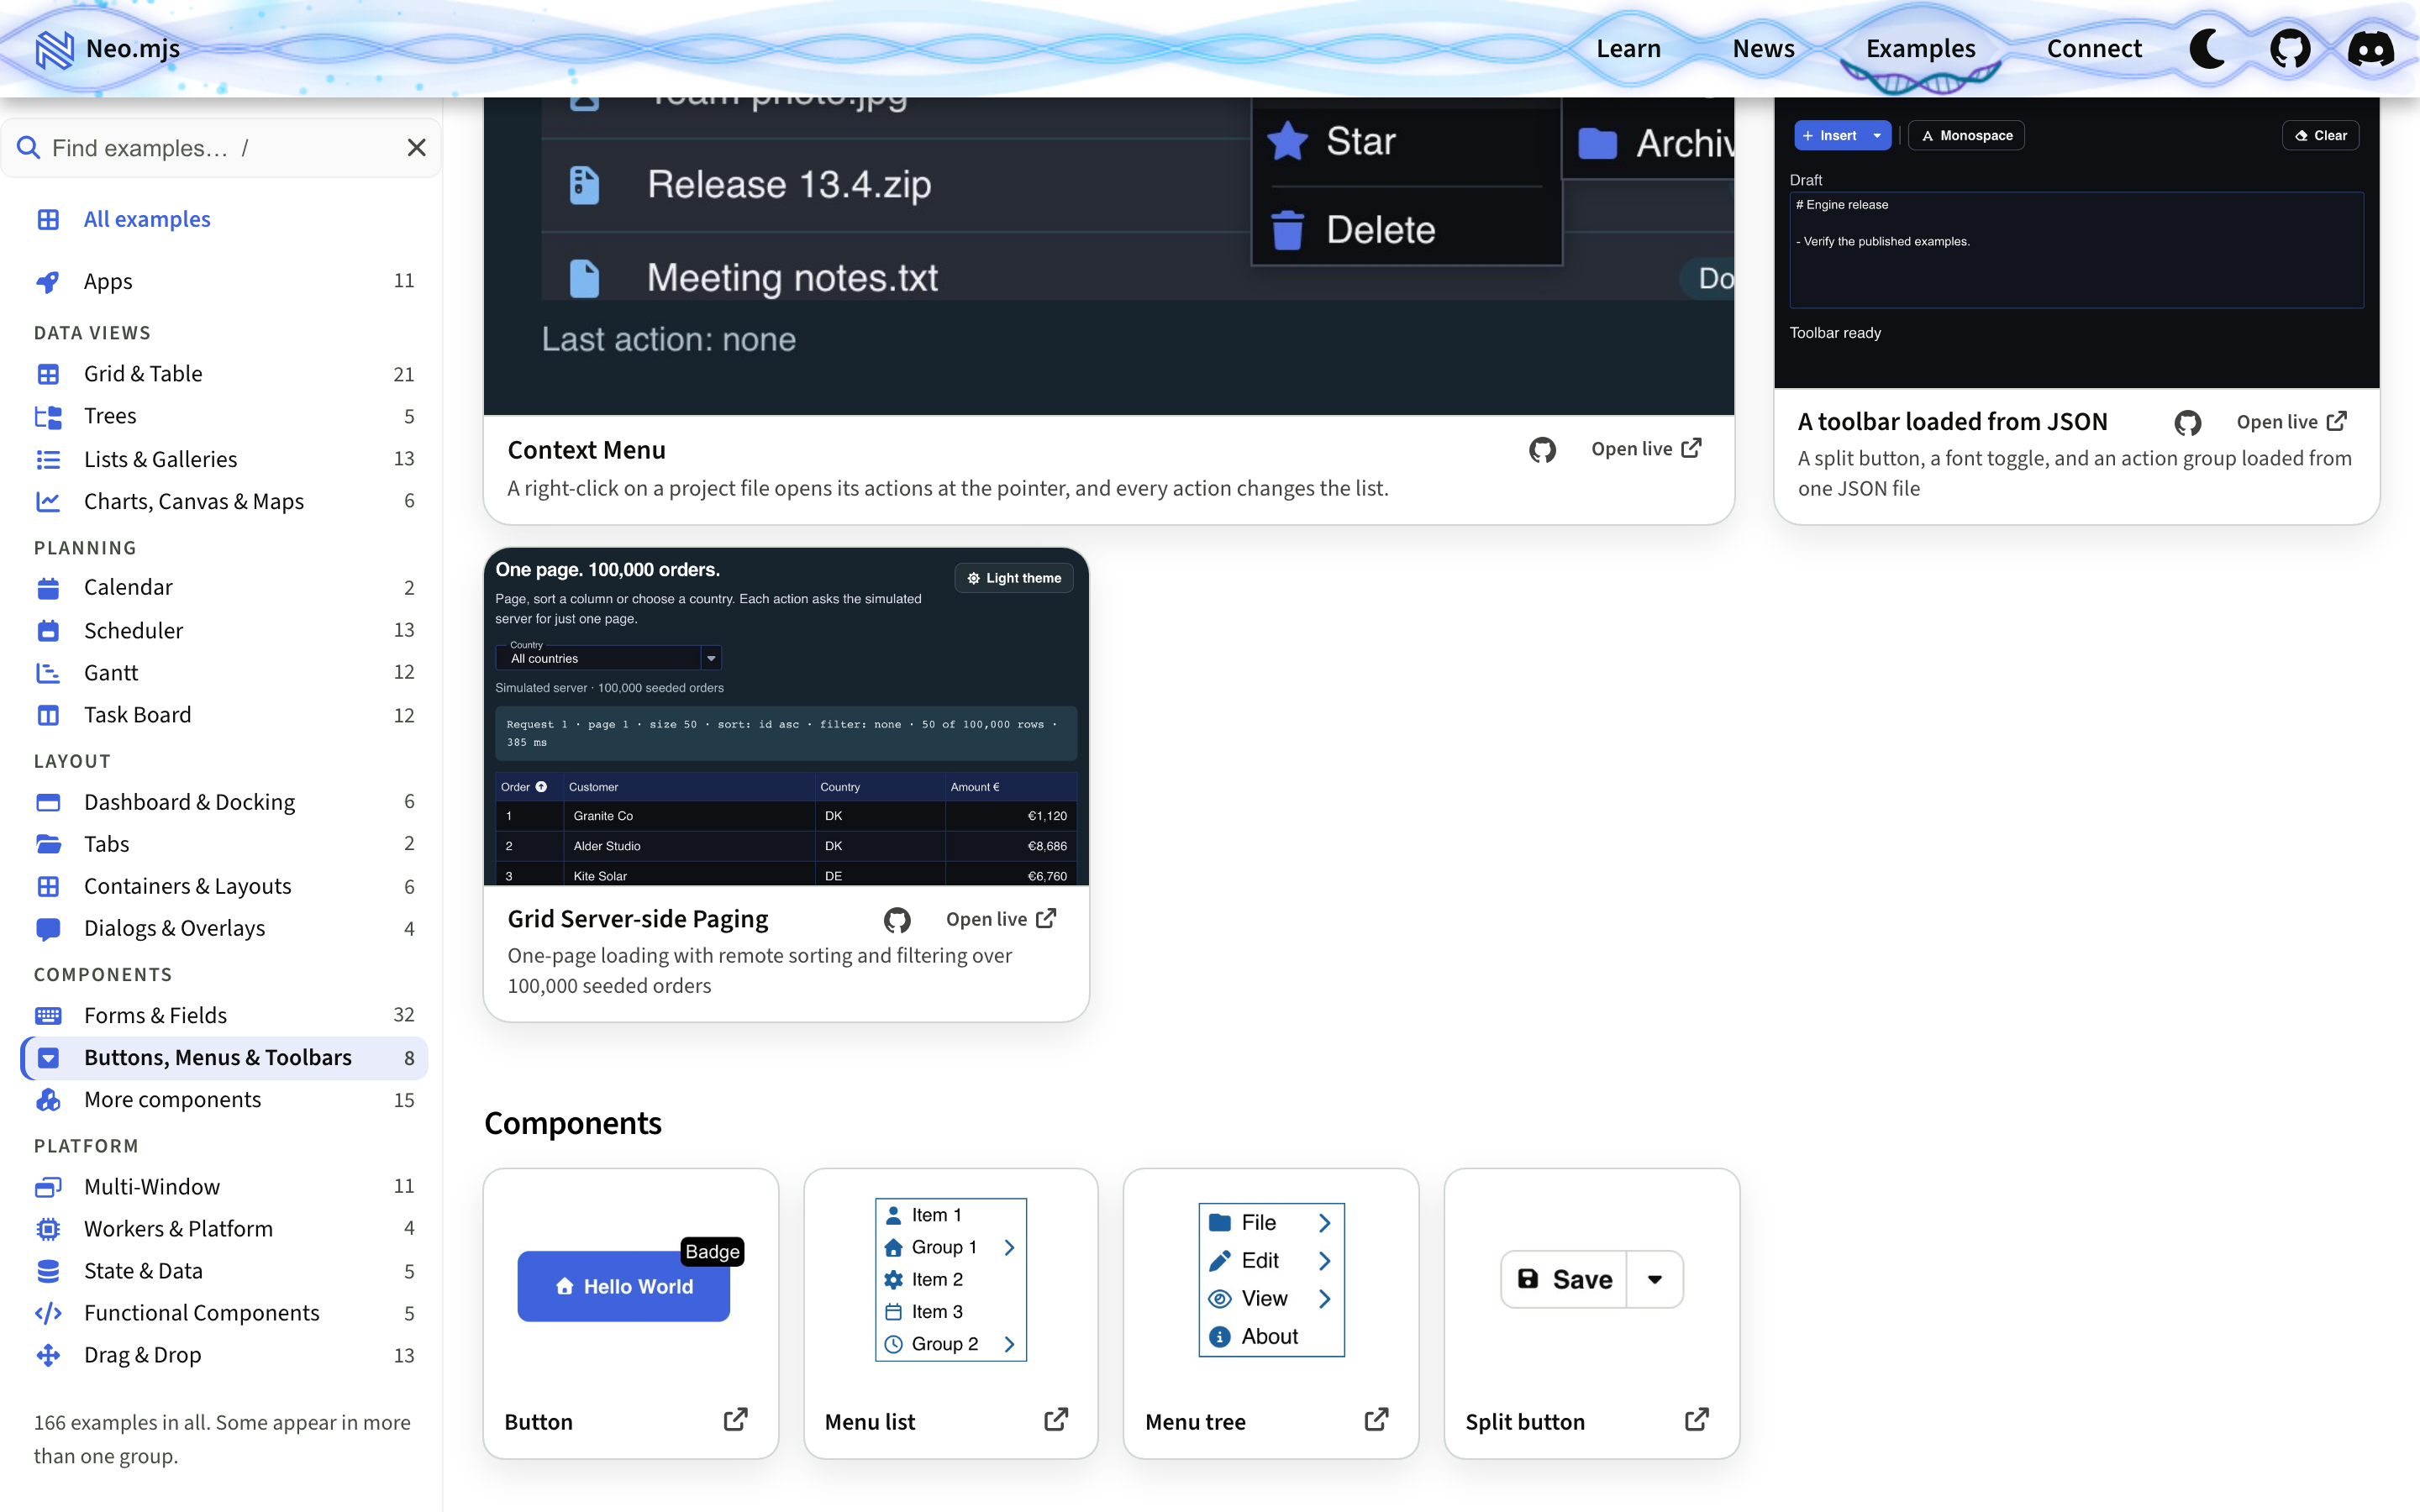 Neo.mjs
Learn
News
Examples
Connect
Find examples… /
All examples
Apps 11
DATA VIEWS
Grid & Table 21
Trees 5
Lists & Galleries 13
Charts, Canvas & Maps 6
PLANNING
Calendar 2
Scheduler 13
Gantt 12
Task Board 12
LAYOUT
Dashboard & Docking 6
Tabs 2
Containers & Layouts 6
Dialogs & Overlays 4
COMPONENTS
Forms & Fields 32
Buttons, Menus & Toolbars 8
More components 15
PLATFORM
Multi-Window 11
Workers & Platform 4
State & Data 5
Functional Components 5
Drag & Drop 13
166 examples in all. Some appear in more
than one group.
Team photo.jpg
Release 13.4.zip
Meeting notes.txt
Last action: none
Star
Delete
Context Menu
Open live
A right-click on a project file opens its actions at the pointer, and every action changes the list.
+ Insert
A Monospace
Clear
Draft
# Engine release
- Verify the published examples.
Toolbar ready
A toolbar loaded from JSON
Open live
A split button, a font toggle, and an action group loaded from
one JSON file
One page. 100,000 orders.
Light theme
Page, sort a column or choose a country. Each action asks the simulated
server for just one page.
Country
All countries
Simulated server · 100,000 seeded orders
Request 1 · page 1 · size 50 · sort: id asc · filter: none · 50 of 100,000 rows ·
385 ms
Order Customer Country Amount €
1 Granite Co DK €1,120
2 Alder Studio DK €8,686
3 Kite Solar DE €6,760
Grid Server-side Paging
Open live
One-page loading with remote sorting and filtering over
100,000 seeded orders
Components
Badge
Hello World
Button
Item 1
Group 1
Item 2
Item 3
Group 2
Menu list
File
Edit
View
About
Menu tree
Save
Split button